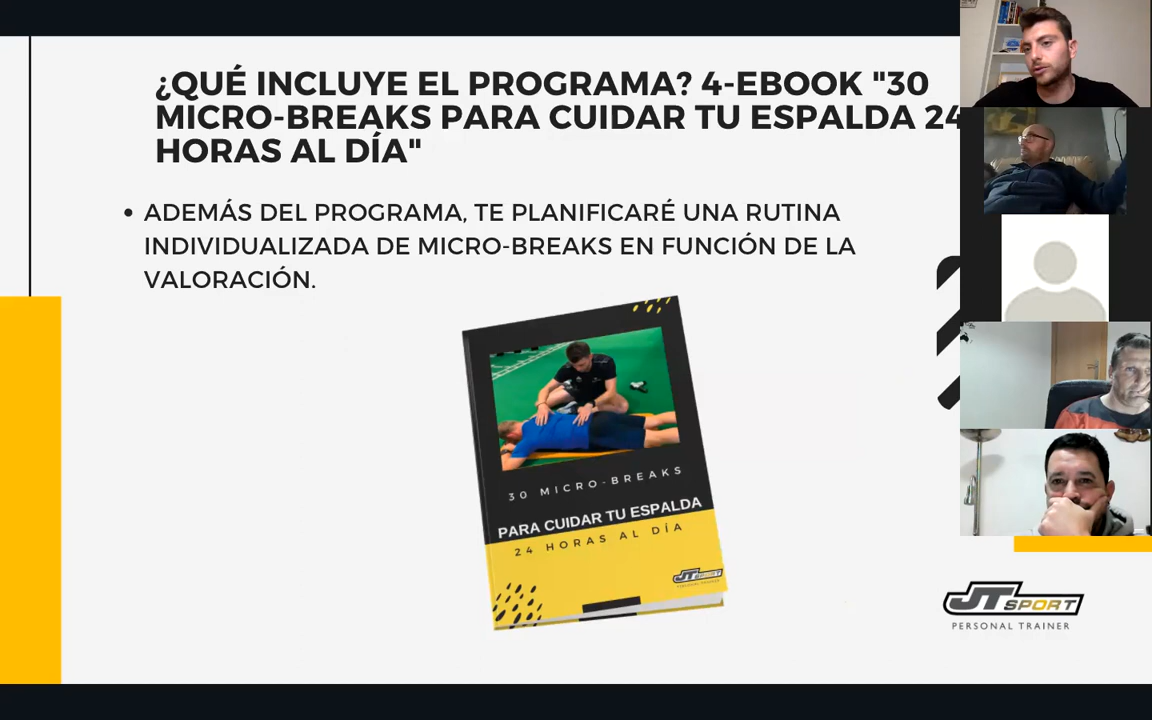 ¿QUÉ INCLUYE EL PROGRAMA? 4-EBOOK "30
MICRO-BREAKS PARA CUIDAR TU ESPALDA 24
HORAS AL DÍA"
• ADEMÁS DEL PROGRAMA, TE PLANIFICARÉ UNA RUTINA
INDIVIDUALIZADA DE MICRO-BREAKS EN FUNCIÓN DE LA
VALORACIÓN.
30 MICRO-BREAKS
PARA CUIDAR TU ESPALDA
24 HORAS AL DÍA
JT SPORT
PERSONAL TRAINER
JT SPORT
PERSONAL TRAINER